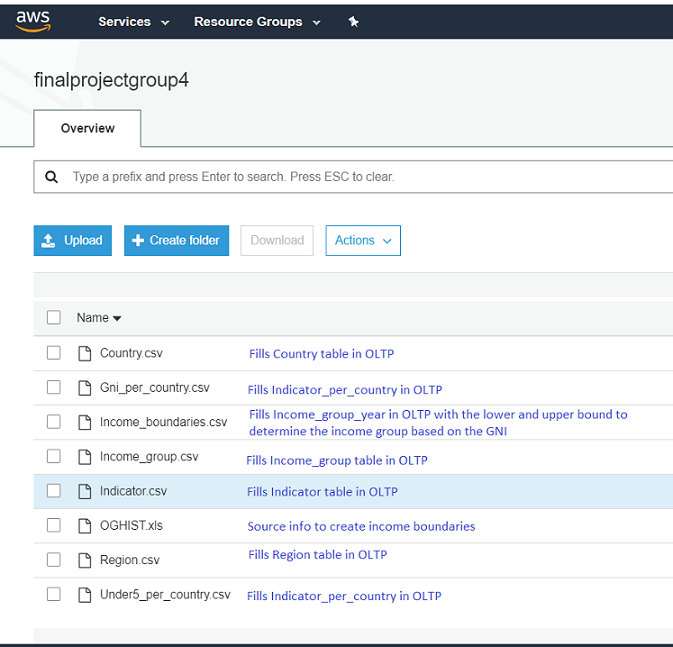 aws Services Resource Groups
finalprojectgroup4
Overview
Type a prefix and press Enter to search. Press ESC to clear.
Upload Create folder Download Actions
Name
Country.csv Fills Country table in OLTP
Gni_per_country.csv Fills Indicator_per_country in OLTP
Income_boundaries.csv Fills Income_group_year in OLTP with the lower and upper bound to
determine the income group based on the GNI
Income_group.csv Fills Income_group table in OLTP
Indicator.csv Fills Indicator table in OLTP
OGHIST.xls Source info to create income boundaries
Region.csv Fills Region table in OLTP
Under5_per_country.csv Fills Indicator_per_country in OLTP